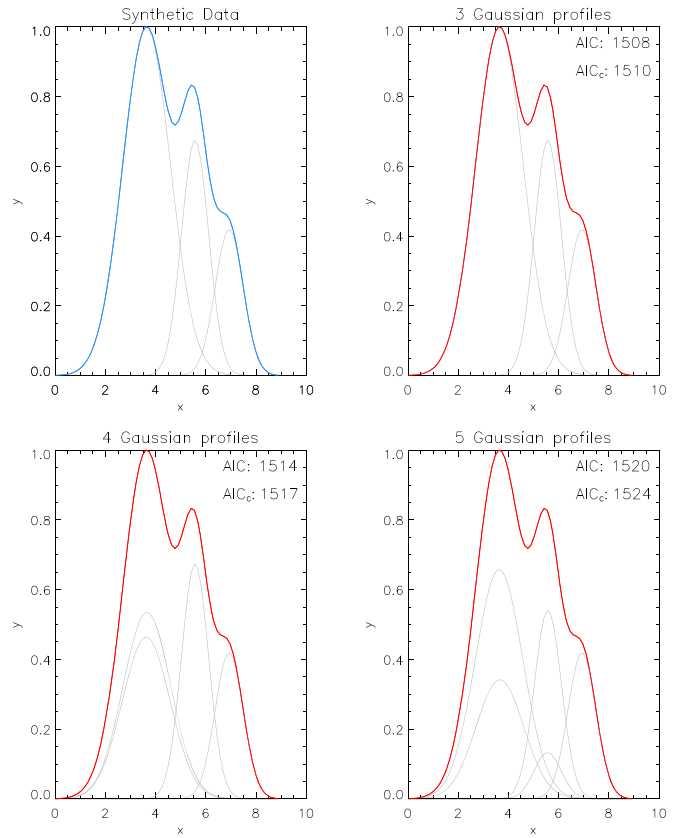 Synthetic Data
1.0
0.8
0.6
0.4
0.2
0.0
y
0 2 4 6 8 10
x
3 Gaussian profiles
AIC: 1508
AICc: 1510
1.0
0.8
0.6
0.4
0.2
0.0
y
0 2 4 6 8 10
x
4 Gaussian profiles
AIC: 1514
AICc: 1517
1.0
0.8
0.6
0.4
0.2
0.0
y
0 2 4 6 8 10
x
5 Gaussian profiles
AIC: 1520
AICc: 1524
1.0
0.8
0.6
0.4
0.2
0.0
y
0 2 4 6 8 10
x